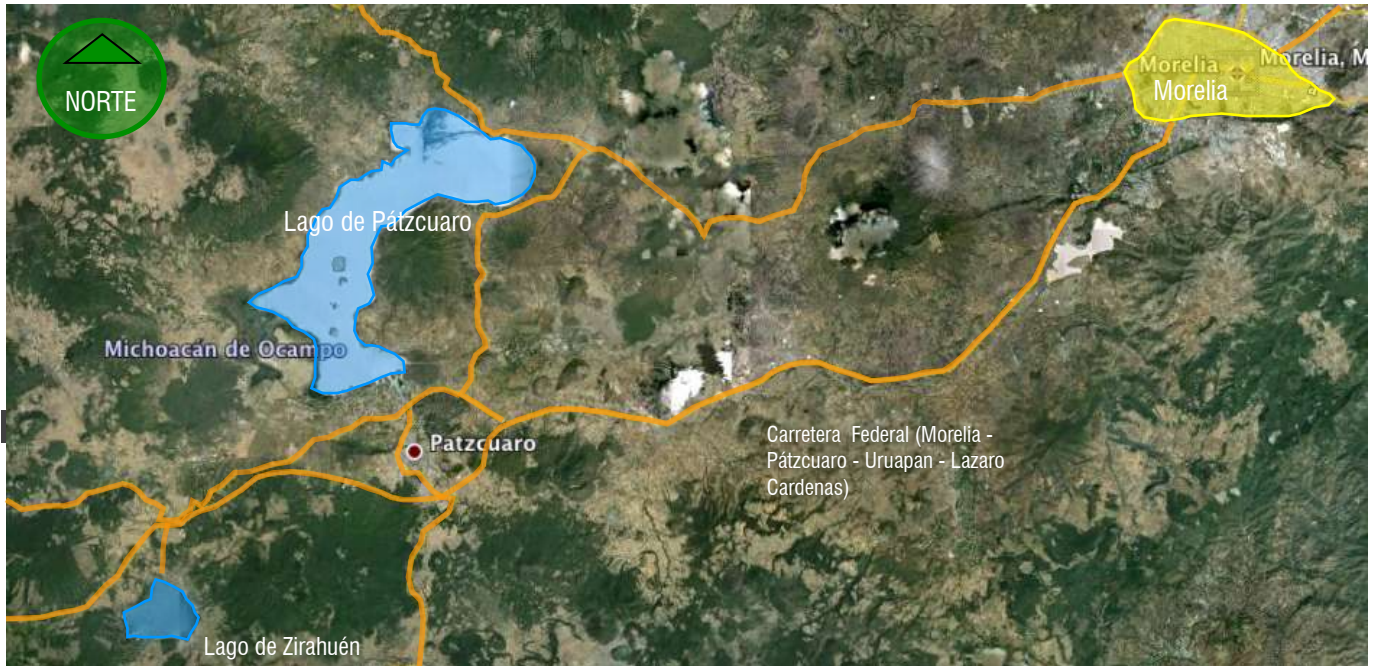 NORTE
Morelia
Morelia, M
Morelia
Lago de Pátzcuaro
Michoacán de Ocampo
Patzcuaro
Carretera Federal (Morelia -
Pátzcuaro - Uruapan - Lazaro
Cardenas)
Lago de Zirahuén